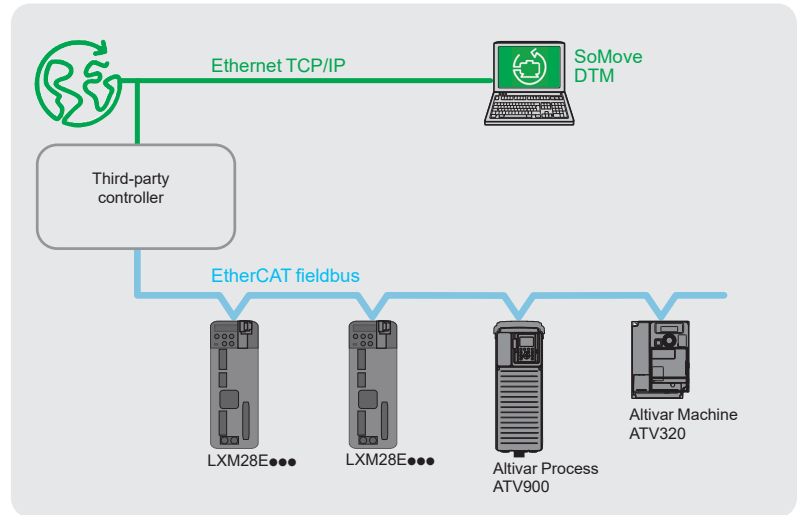 Ethernet TCP/IP
SoMove
DTM
Third-party
controller
EtherCAT fieldbus
LXM28E●●●
LXM28E●●●
Altivar Process
ATV900
Altivar Machine
ATV320